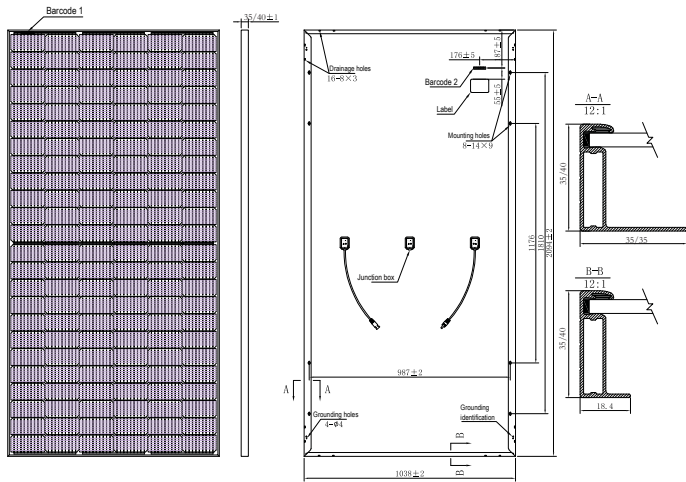 Barcode 1
35/40±1
Drainage holes
16-8×3
176±5
87±5
Barcode 2
55±5
Label
Mounting holes
8-14×9
A-A
12:1
35/40
35/35
1176
1810
2094±2
Junction box
B-B
12:1
35/40
18.4
987±2
A
A
Grounding holes
4-φ4
Grounding
identification
B
B
1038±2